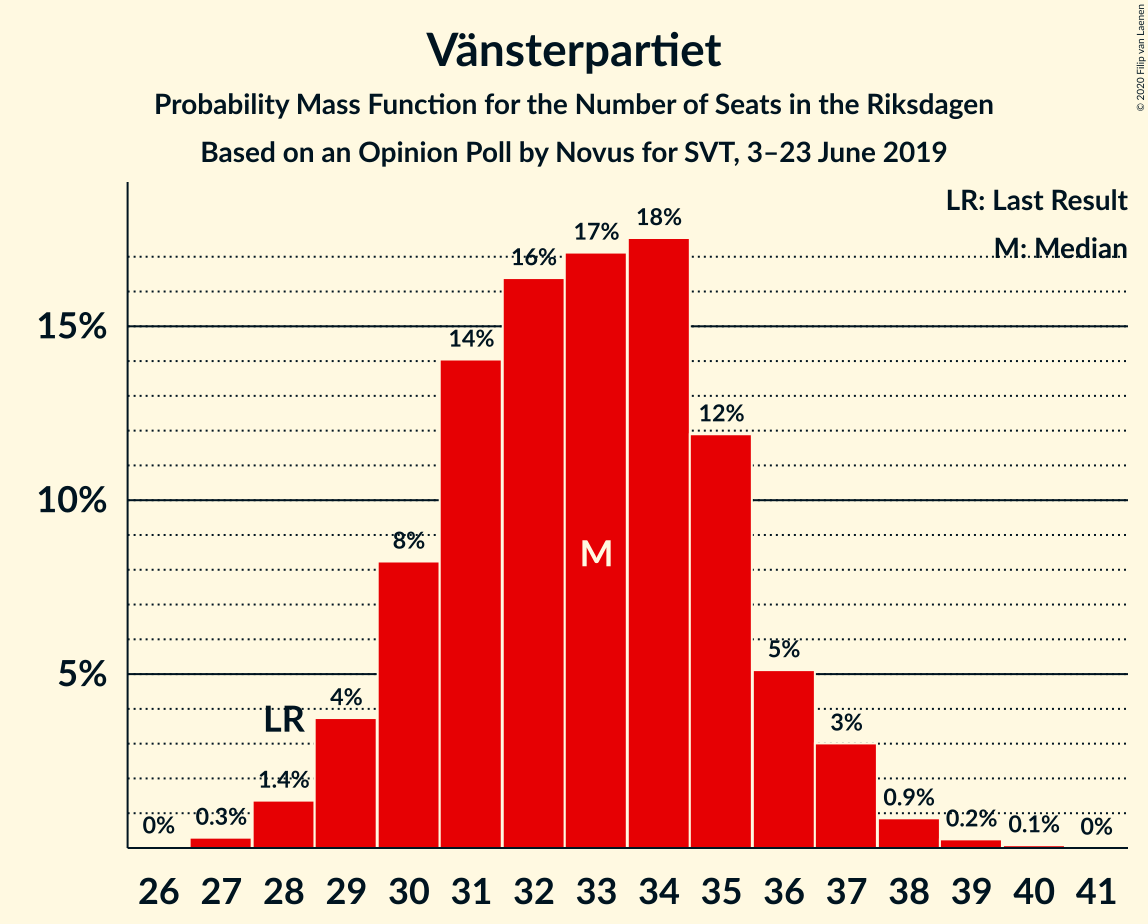 Vänsterpartiet
Probability Mass Function for the Number of Seats in the Riksdagen
Based on an Opinion Poll by Novus for SVT, 3–23 June 2019
© 2020 Filip van Laenen
LR: Last Result
M: Median
15%
10%
5%
0%
0.3%
1.4%
LR
4%
8%
14%
16%
17%
M
18%
12%
5%
3%
0.9%
0.2%
0.1%
0%
26 27 28 29 30 31 32 33 34 35 36 37 38 39 40 41